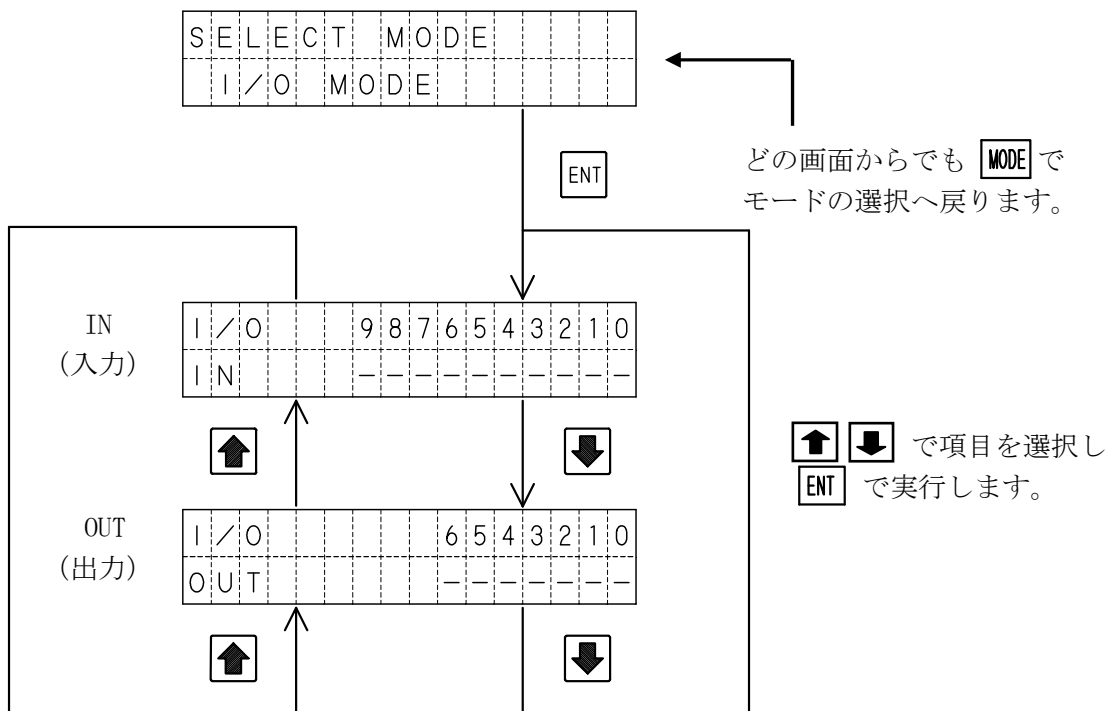 SELECT MODE
I/O MODE
ENT
どの画面からでも MODE で
モードの選択へ戻ります。
IN
(入力)
I/O 9876543210
IN ----------
で項目を選択し
ENT で実行します。
OUT
(出力)
I/O 6543210
OUT -------